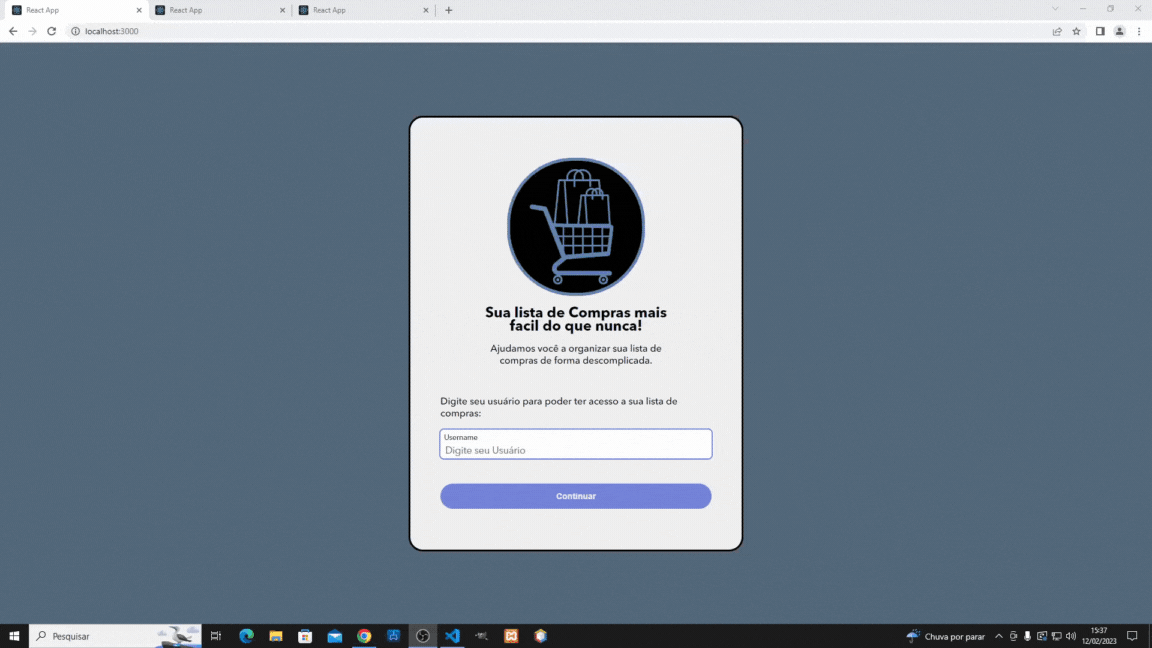 React App
React App
React App
localhost:3000
Sua lista de Compras mais
facil do que nunca!
Ajudamos você a organizar sua lista de
compras de forma descomplicada.
Digite seu usuário para poder ter acesso a sua lista de
compras:
Username
Digite seu Usuário
Continuar
Pesquisar
Chuva por parar
15:37
12/02/2023